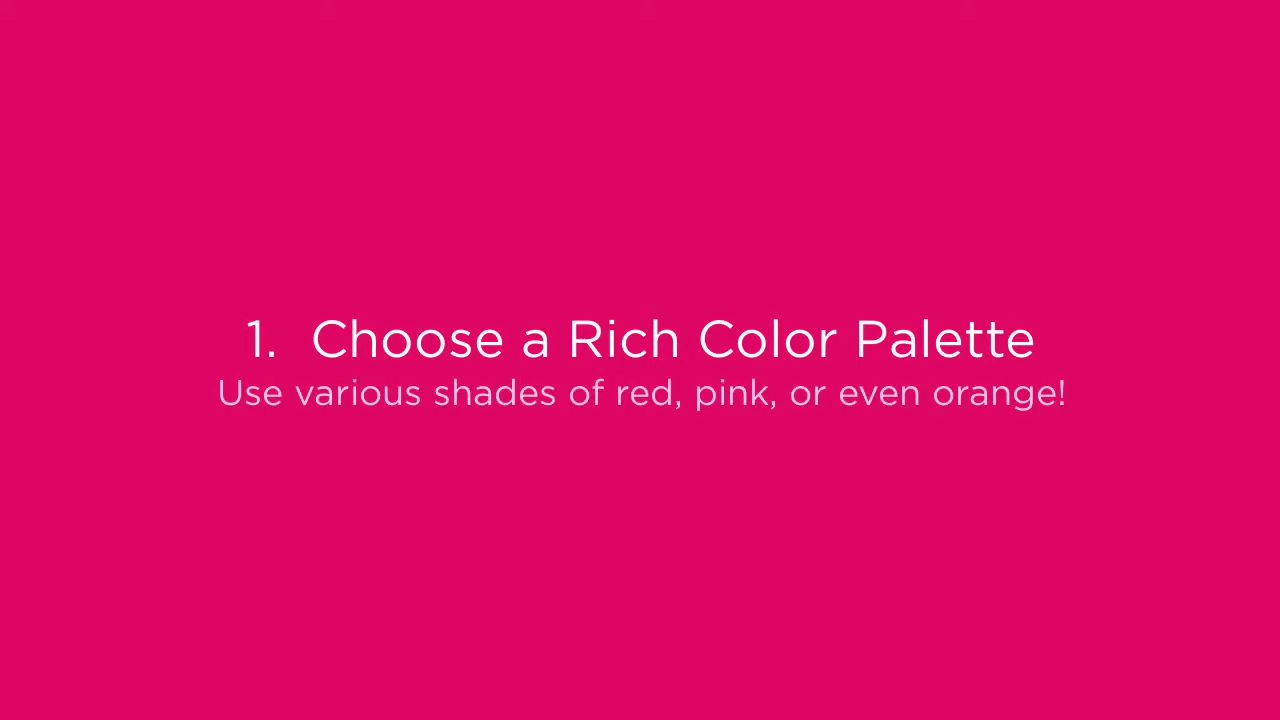 1. Choose a Rich Color Palette
Use various shades of red, pink, or even orange!